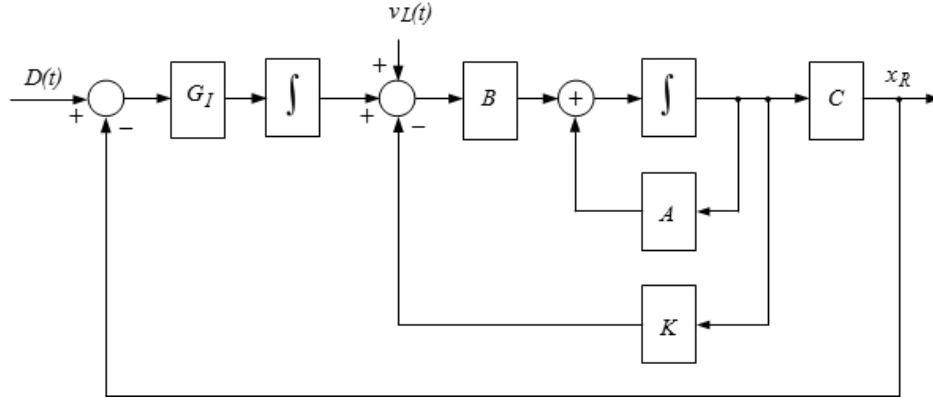 v_L(t)
D(t)
+
−
G_I
∫
+
+
−
B
+
∫
C
x_R
A
K